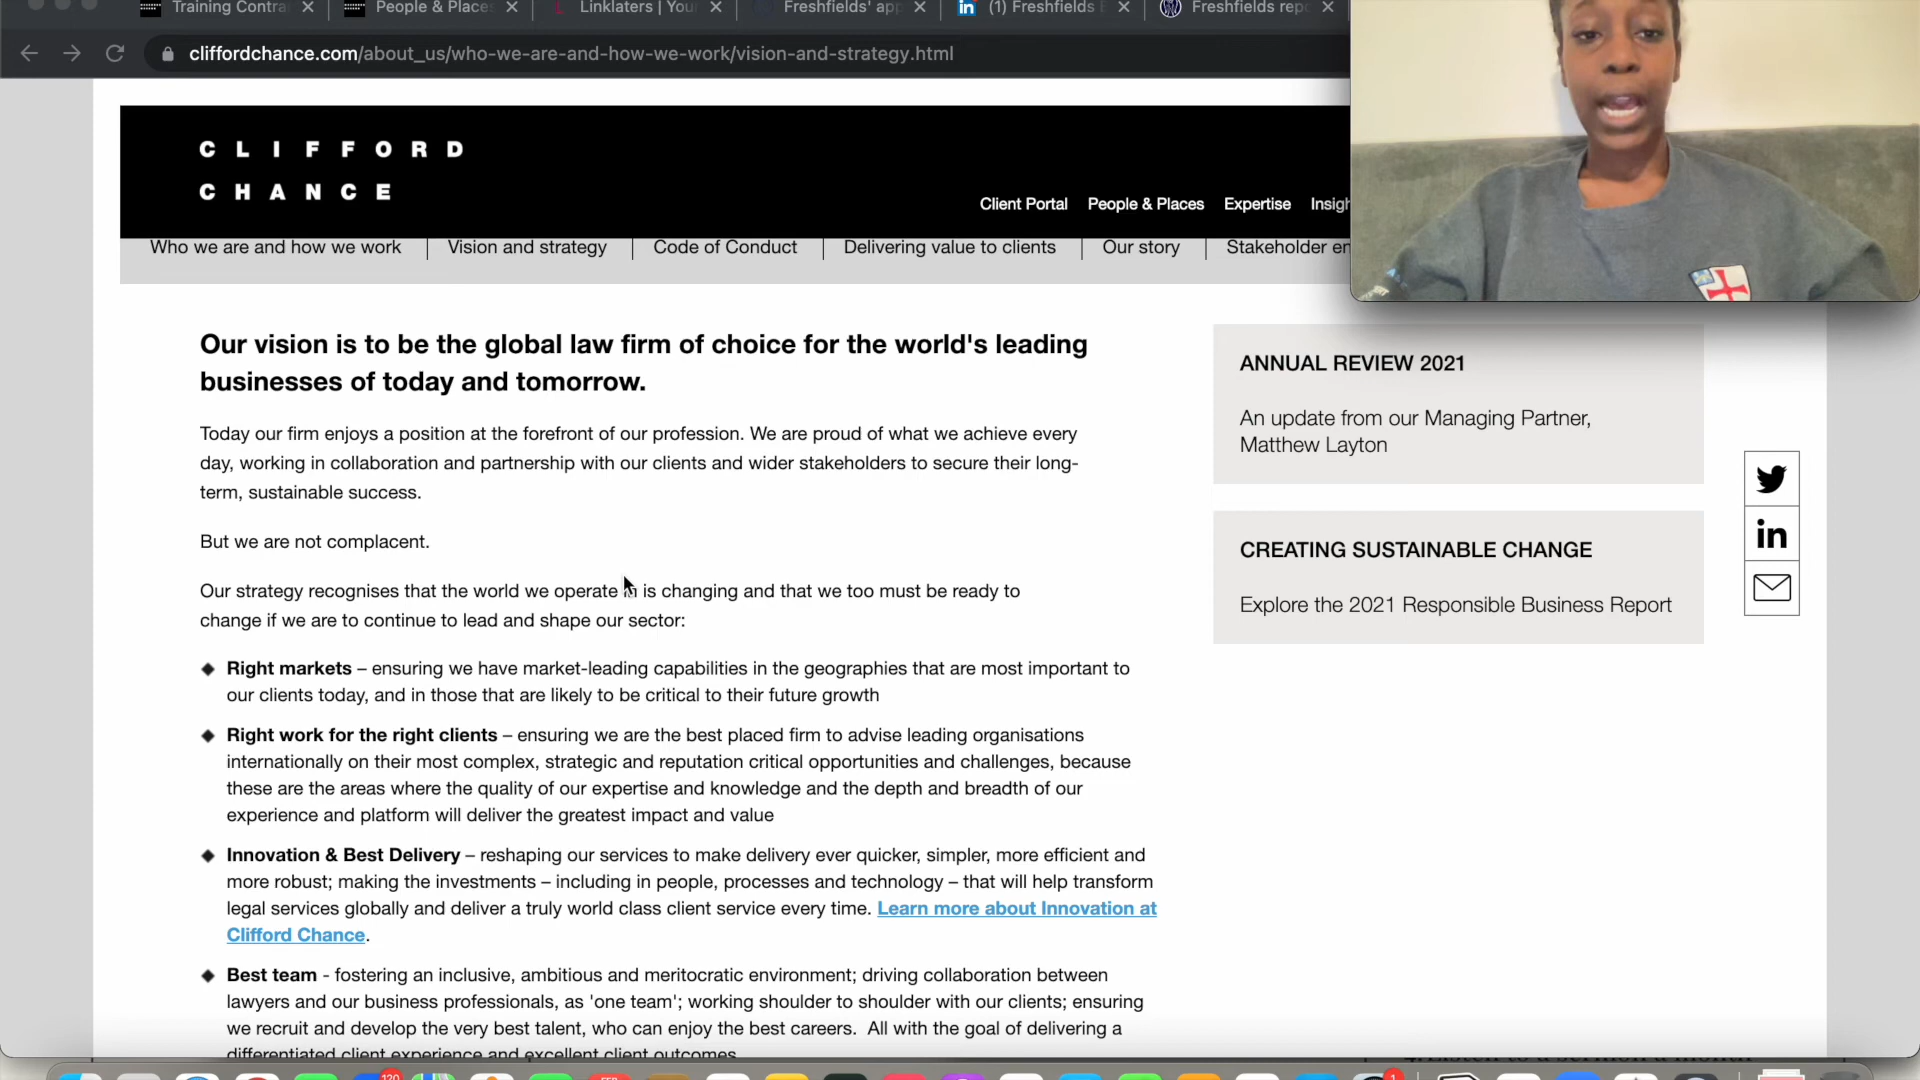 Training Contra
People & Places
Linklaters | Your
Freshfields' app
(1) Freshfields
Freshfields repo
cliffordchance.com/about_us/who-we-are-and-how-we-work/vision-and-strategy.html
CLIFFORD
CHANCE
Client Portal People & Places Expertise Insigh
Who we are and how we work Vision and strategy Code of Conduct Delivering value to clients Our story Stakeholder en
Our vision is to be the global law firm of choice for the world's leading
businesses of today and tomorrow.
Today our firm enjoys a position at the forefront of our profession. We are proud of what we achieve every
day, working in collaboration and partnership with our clients and wider stakeholders to secure their long-
term, sustainable success.
But we are not complacent.
Our strategy recognises that the world we operate in is changing and that we too must be ready to
change if we are to continue to lead and shape our sector:
Right markets – ensuring we have market-leading capabilities in the geographies that are most important to
our clients today, and in those that are likely to be critical to their future growth
Right work for the right clients – ensuring we are the best placed firm to advise leading organisations
internationally on their most complex, strategic and reputation critical opportunities and challenges, because
these are the areas where the quality of our expertise and knowledge and the depth and breadth of our
experience and platform will deliver the greatest impact and value
Innovation & Best Delivery – reshaping our services to make delivery ever quicker, simpler, more efficient and
more robust; making the investments – including in people, processes and technology – that will help transform
legal services globally and deliver a truly world class client service every time. Learn more about Innovation at
Clifford Chance.
Best team - fostering an inclusive, ambitious and meritocratic environment; driving collaboration between
lawyers and our business professionals, as 'one team'; working shoulder to shoulder with our clients; ensuring
we recruit and develop the very best talent, who can enjoy the best careers. All with the goal of delivering a
differentiated client experience and excellent client outcomes
ANNUAL REVIEW 2021
An update from our Managing Partner,
Matthew Layton
CREATING SUSTAINABLE CHANGE
Explore the 2021 Responsible Business Report
in
120
FEB
1